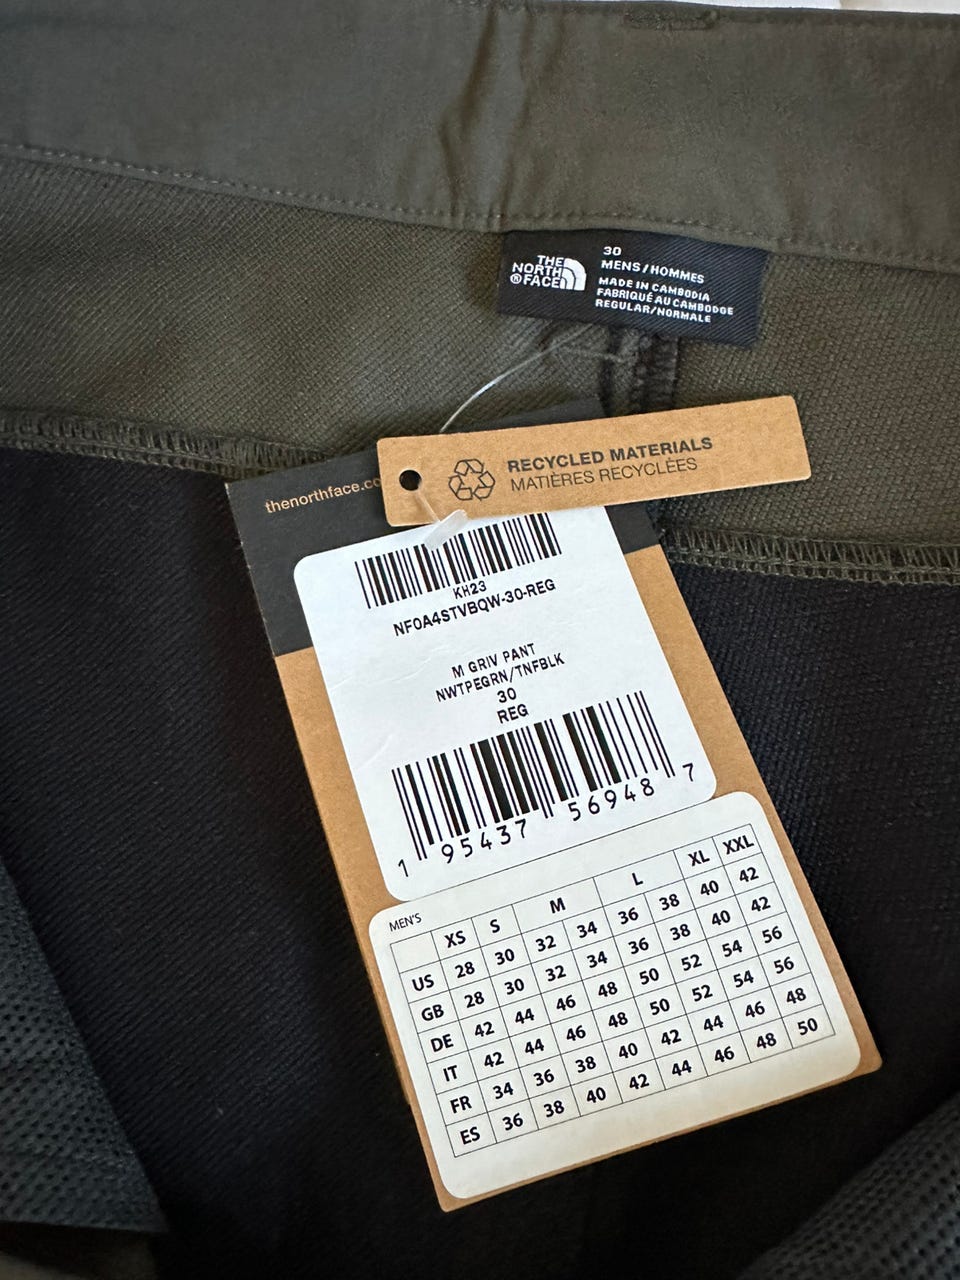 THE
NORTH
®FACE
30
MENS/HOMMES
MADE IN CAMBODIA
FABRIQUÉ AU CAMBODGE
REGULAR/NORMALE
RECYCLED MATERIALS
MATIÈRES RECYCLÉES
thenorthface.co
KH23
NF0A4STVBQW-30-REG
M GRIV PANT
NWTPEGRN/TNFBLK
30
REG
1 95437 56948 7
MEN'S
XS S M L XL XXL
US 28 30 32 34 36 38 40 42
GB 28 30 32 34 36 38 40 42
DE 42 44 46 48 50 52 54 56
IT 42 44 46 48 50 52 54 56
FR 34 36 38 40 42 44 46 48
ES 36 38 40 42 44 46 48 50